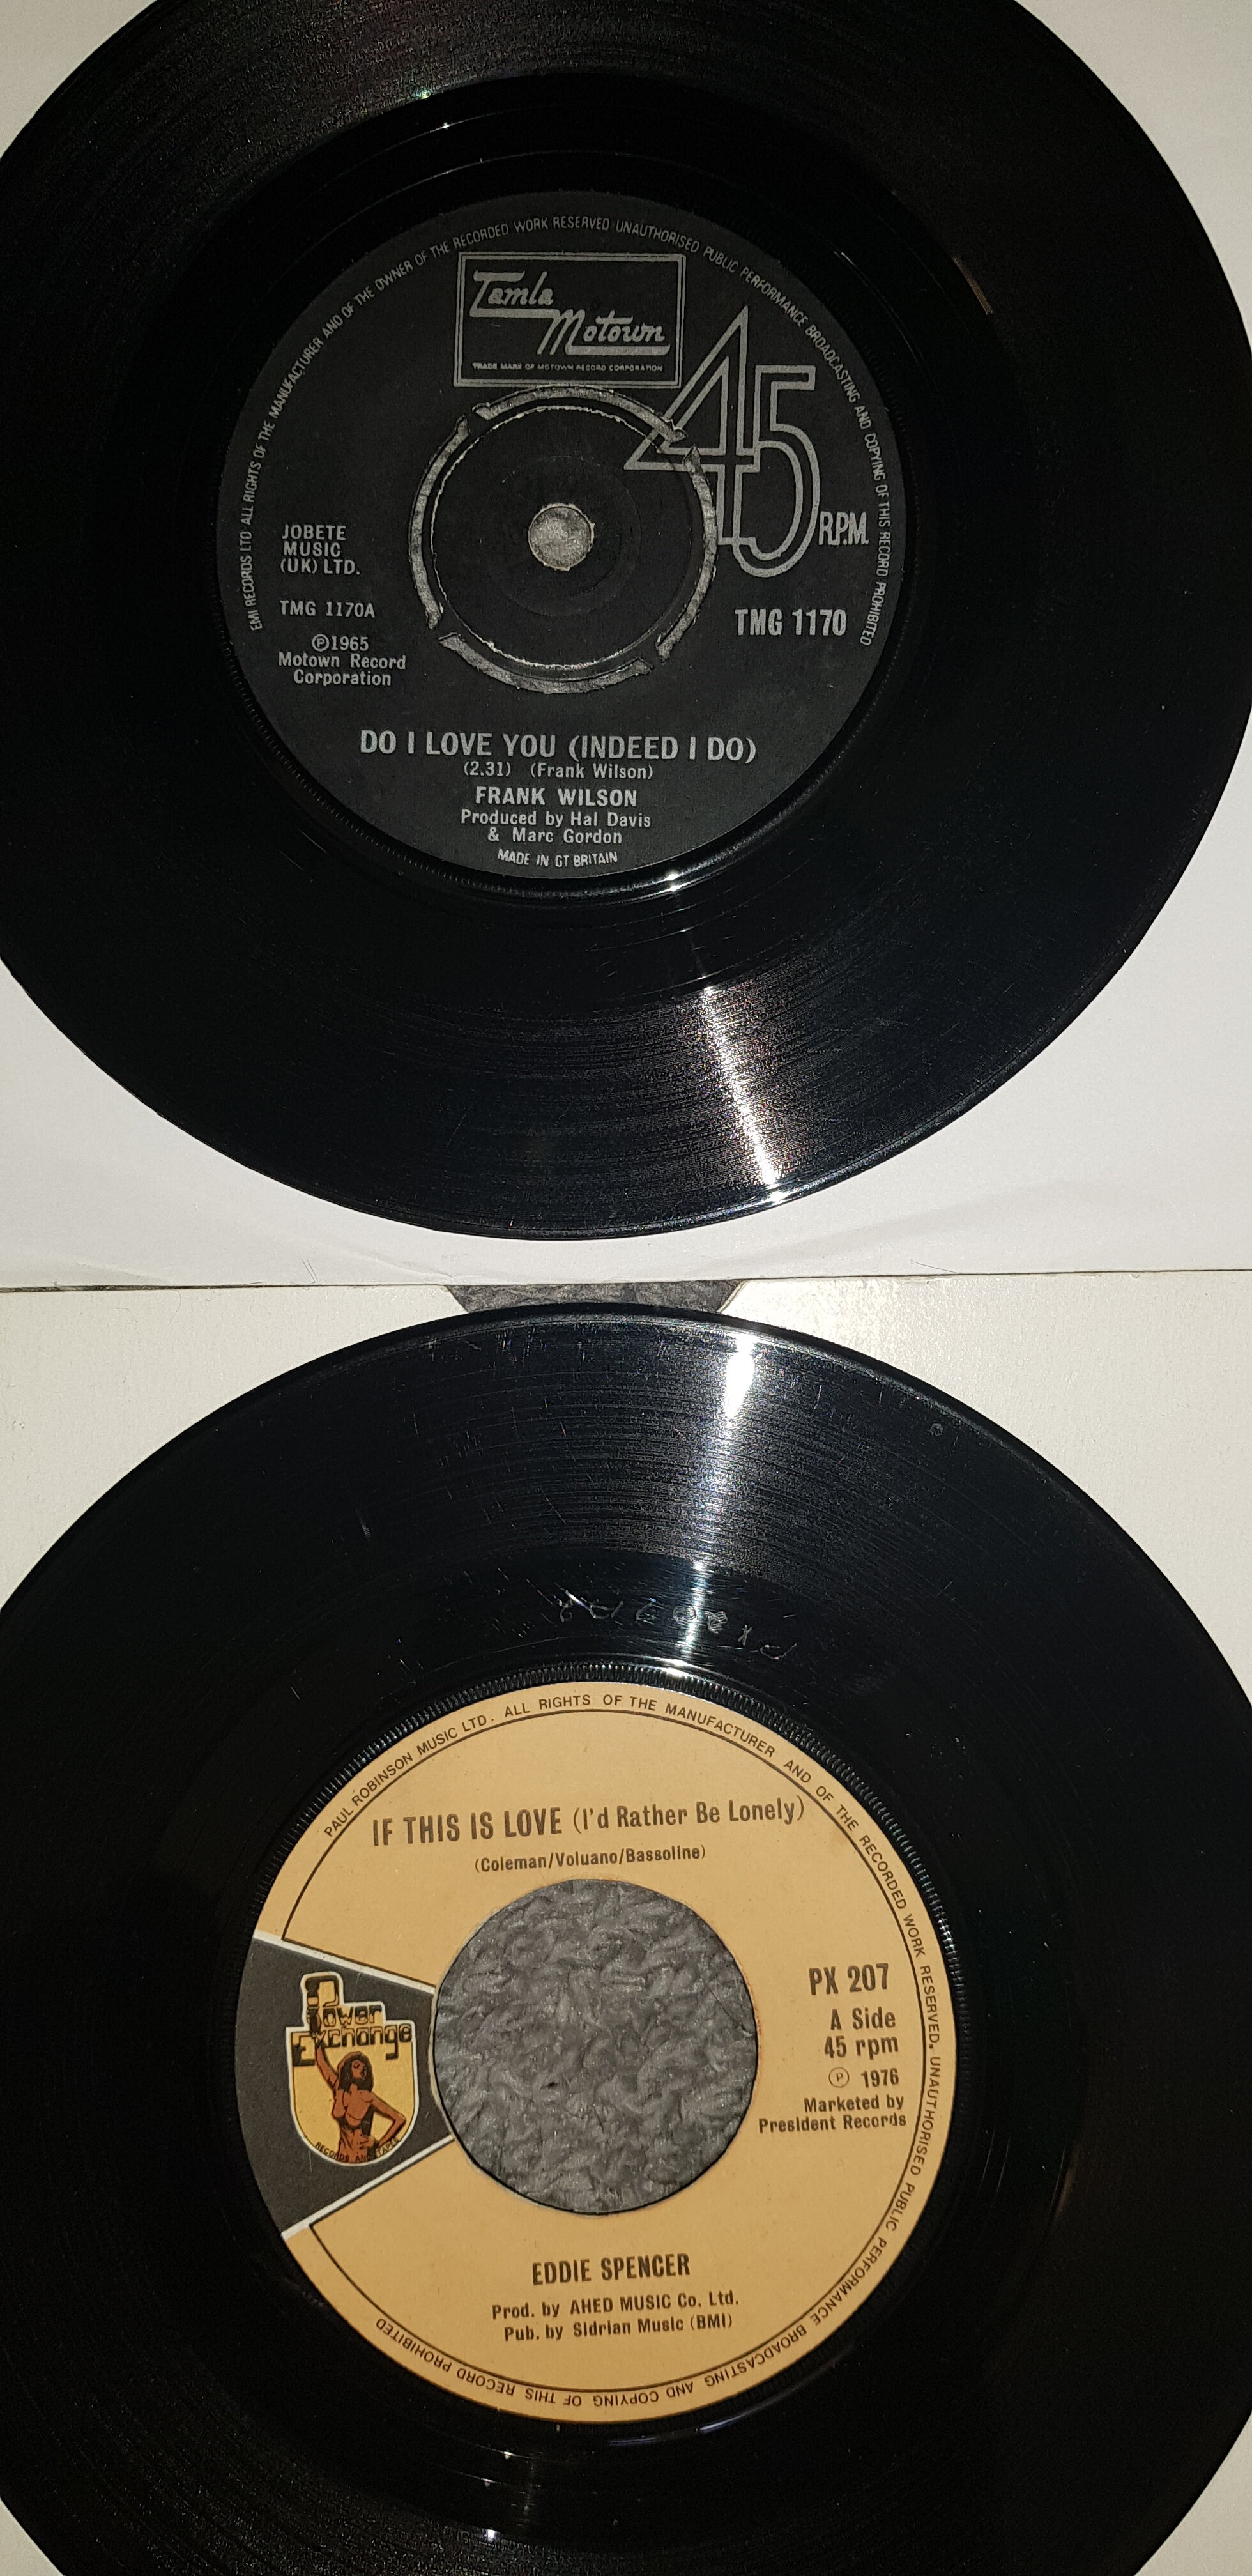 EMI RECORDS LTD ALL RIGHTS OF THE MANUFACTURER AND OF THE OWNER OF THE RECORDED WORK RESERVED UNAUTHORISED PUBLIC PERFORMANCE BROADCASTING AND COPYING OF THIS RECORD PROHIBITED
Tamla
Motown
TRADE MARK OF MOTOWN RECORD CORPORATION
45
R.P.M.
JOBETE
MUSIC
(UK) LTD.
TMG 1170A
TMG 1170
℗1965
Motown Record
Corporation
DO I LOVE YOU (INDEED I DO)
(2.31) (Frank Wilson)
FRANK WILSON
Produced by Hal Davis
& Marc Gordon
MADE IN GT BRITAIN
PAUL ROBINSON MUSIC LTD. ALL RIGHTS OF THE MANUFACTURER AND OF THE RECORDED WORK RESERVED. UNAUTHORISED PUBLIC PERFORMANCE BROADCASTING AND COPYING OF THIS RECORD PROHIBITED
IF THIS IS LOVE (I'd Rather Be Lonely)
(Coleman/Voluano/Bassoline)
Power
Exchange
RECORDS AND TAPES
PX 207
A Side
45 rpm
℗ 1976
Marketed by
President Records
EDDIE SPENCER
Prod. by AHED MUSIC Co. Ltd.
Pub. by Sidrian Music (BMI)